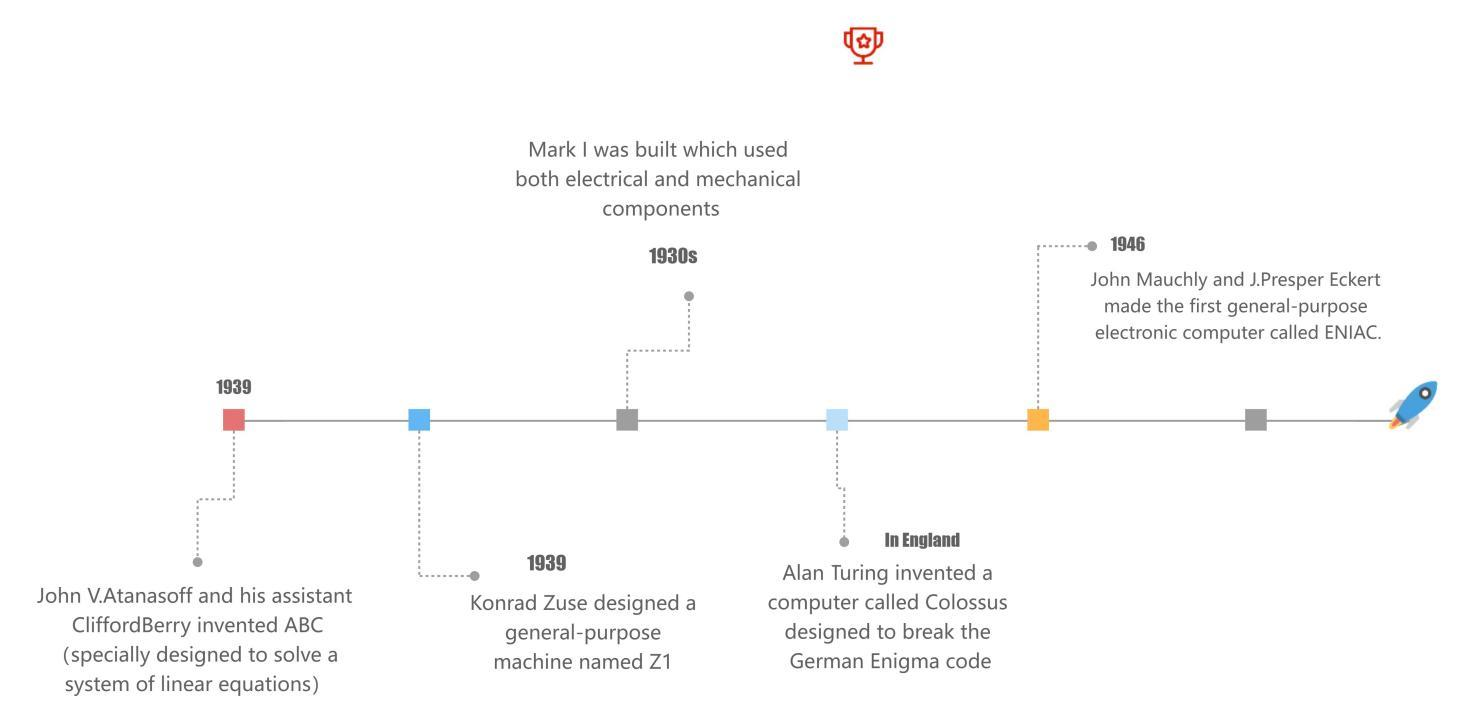 1939
John V.Atanasoff and his assistant
CliffordBerry invented ABC
(specially designed to solve a
system of linear equations)
1939
Konrad Zuse designed a
general-purpose
machine named Z1
Mark I was built which used
both electrical and mechanical
components
1930s
In England
Alan Turing invented a
computer called Colossus
designed to break the
German Enigma code
1946
John Mauchly and J.Presper Eckert
made the first general-purpose
electronic computer called ENIAC.